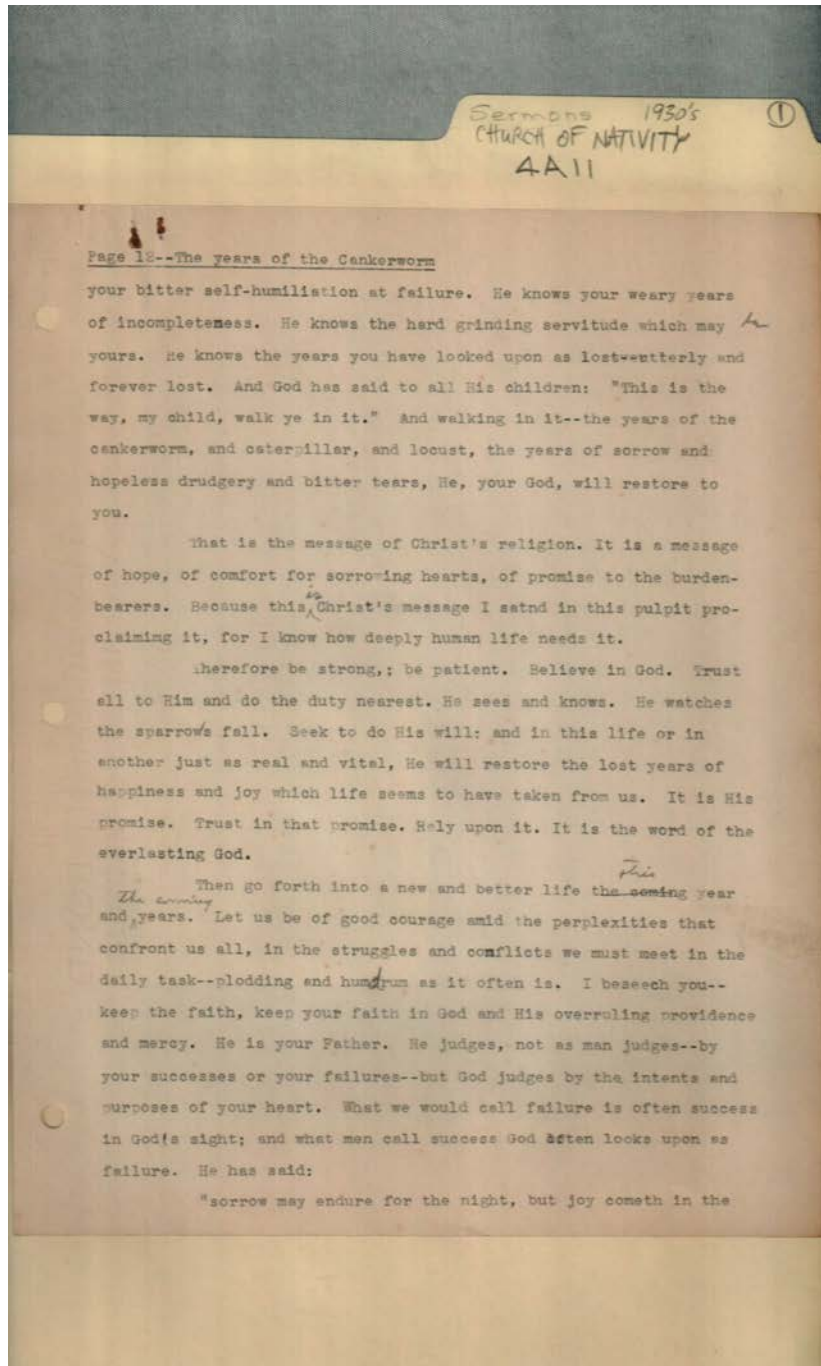 Sermons 1930's ①
CHURCH OF NATIVITY
4A11
Page 12--The years of the Cankerworm
your bitter self-humiliation at failure. He knows your weary years
of incompleteness. He knows the hard grinding servitude which may be
yours. He knows the years you have looked upon as lost--utterly and
forever lost. And God has said to all His children: "This is the
way, my child, walk ye in it." And walking in it--the years of the
cankerworm, and caterpillar, and locust, the years of sorrow and
hopeless drudgery and bitter tears, He, your God, will restore to
you.
That is the message of Christ's religion. It is a message
of hope, of comfort for sorrowing hearts, of promise to the burden-
is
bearers. Because this Christ's message I satnd in this pulpit pro-
claiming it, for I know how deeply human life needs it.
Therefore be strong,; be patient. Believe in God. Trust
all to Him and do the duty nearest. He sees and knows. He watches
the sparrow's fall. Seek to do His will: and in this life or in
another just as real and vital, He will restore the lost years of
happiness and joy which life seems to have taken from us. It is His
promise. Trust in that promise. Rely upon it. It is the word of the
everlasting God.
this
Then go forth into a new and better life the coming year
the coming
and years. Let us be of good courage amid the perplexities that
confront us all, in the struggles and conflicts we must meet in the
daily task--plodding and humdrum as it often is. I beseech you--
keep the faith, keep your faith in God and His overruling providence
and mercy. He is your Father. He judges, not as man judges--by
your successes or your failures--but God judges by the intents and
purposes of your heart. What we would call failure is often success
in God's sight; and what men call success God often looks upon as
failure. He has said:
"sorrow may endure for the night, but joy cometh in the